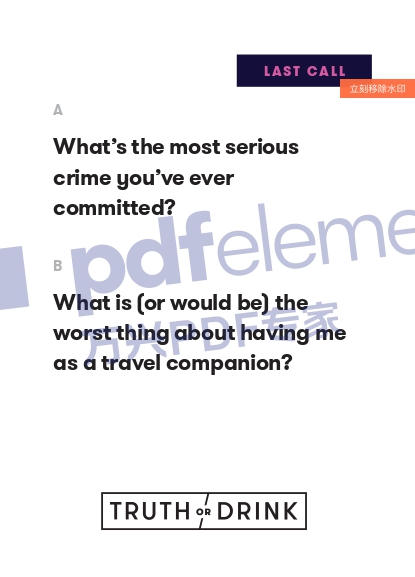 LAST CALL
立刻移除水印
A
What's the most serious
crime you've ever
committed?
pdfeleme
B
What is (or would be) the
worst thing about having me
as a travel companion?
万兴PDF专家
TRUTH OR DRINK